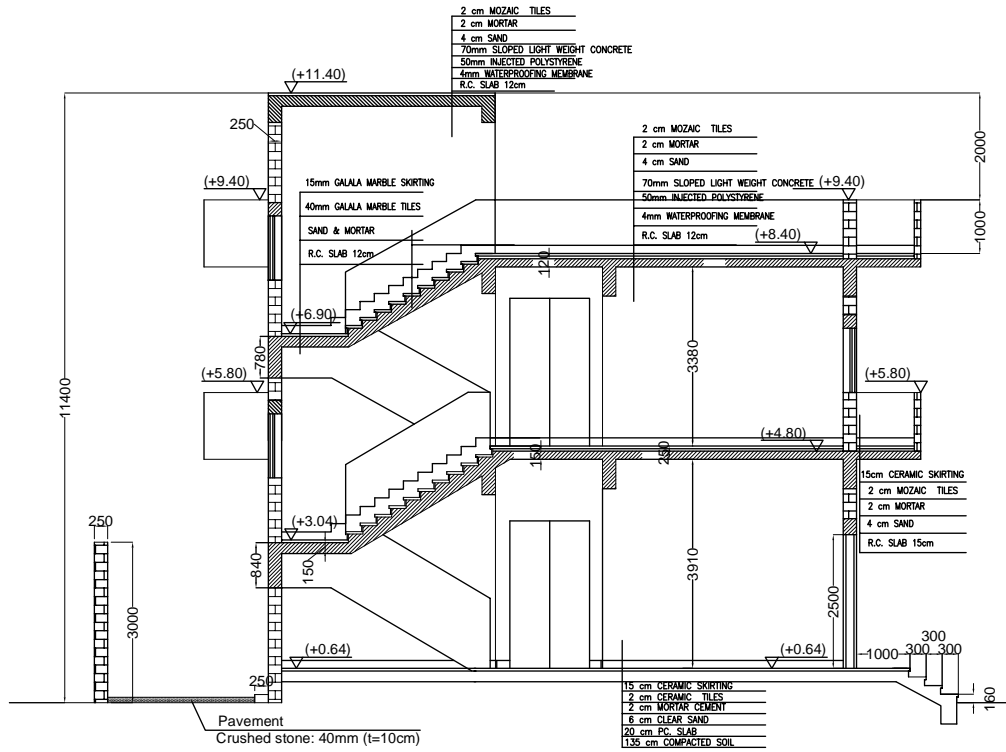 2 cm MOZAIC TILES
2 cm MORTAR
4 cm SAND
70mm SLOPED LIGHT WEIGHT CONCRETE
50mm INJECTED POLYSTYRENE
4mm WATERPROOFING MEMBRANE
R.C. SLAB 12cm
(+11.40)
250
2 cm MOZAIC TILES
2 cm MORTAR
4 cm SAND
70mm SLOPED LIGHT WEIGHT CONCRETE
50mm INJECTED POLYSTYRENE
4mm WATERPROOFING MEMBRANE
R.C. SLAB 12cm
2000
(+9.40)
(+9.40)
15mm GALALA MARBLE SKIRTING
40mm GALALA MARBLE TILES
SAND & MORTAR
R.C. SLAB 12cm
1000
(+8.40)
120
(+6.90)
780
3380
11400
(+5.80)
(+5.80)
(+4.80)
150
250
15cm CERAMIC SKIRTING
2 cm MOZAIC TILES
2 cm MORTAR
4 cm SAND
R.C. SLAB 15cm
250
(+3.04)
840
150
3910
2500
3000
(+0.64)
(+0.64)
1000
300
300
300
250
160
15 cm CERAMIC SKIRTING
2 cm CERAMIC TILES
2 cm MORTAR CEMENT
6 cm CLEAR SAND
20 cm PC. SLAB
135 cm COMPACTED SOIL
Pavement
Crushed stone: 40mm (t=10cm)